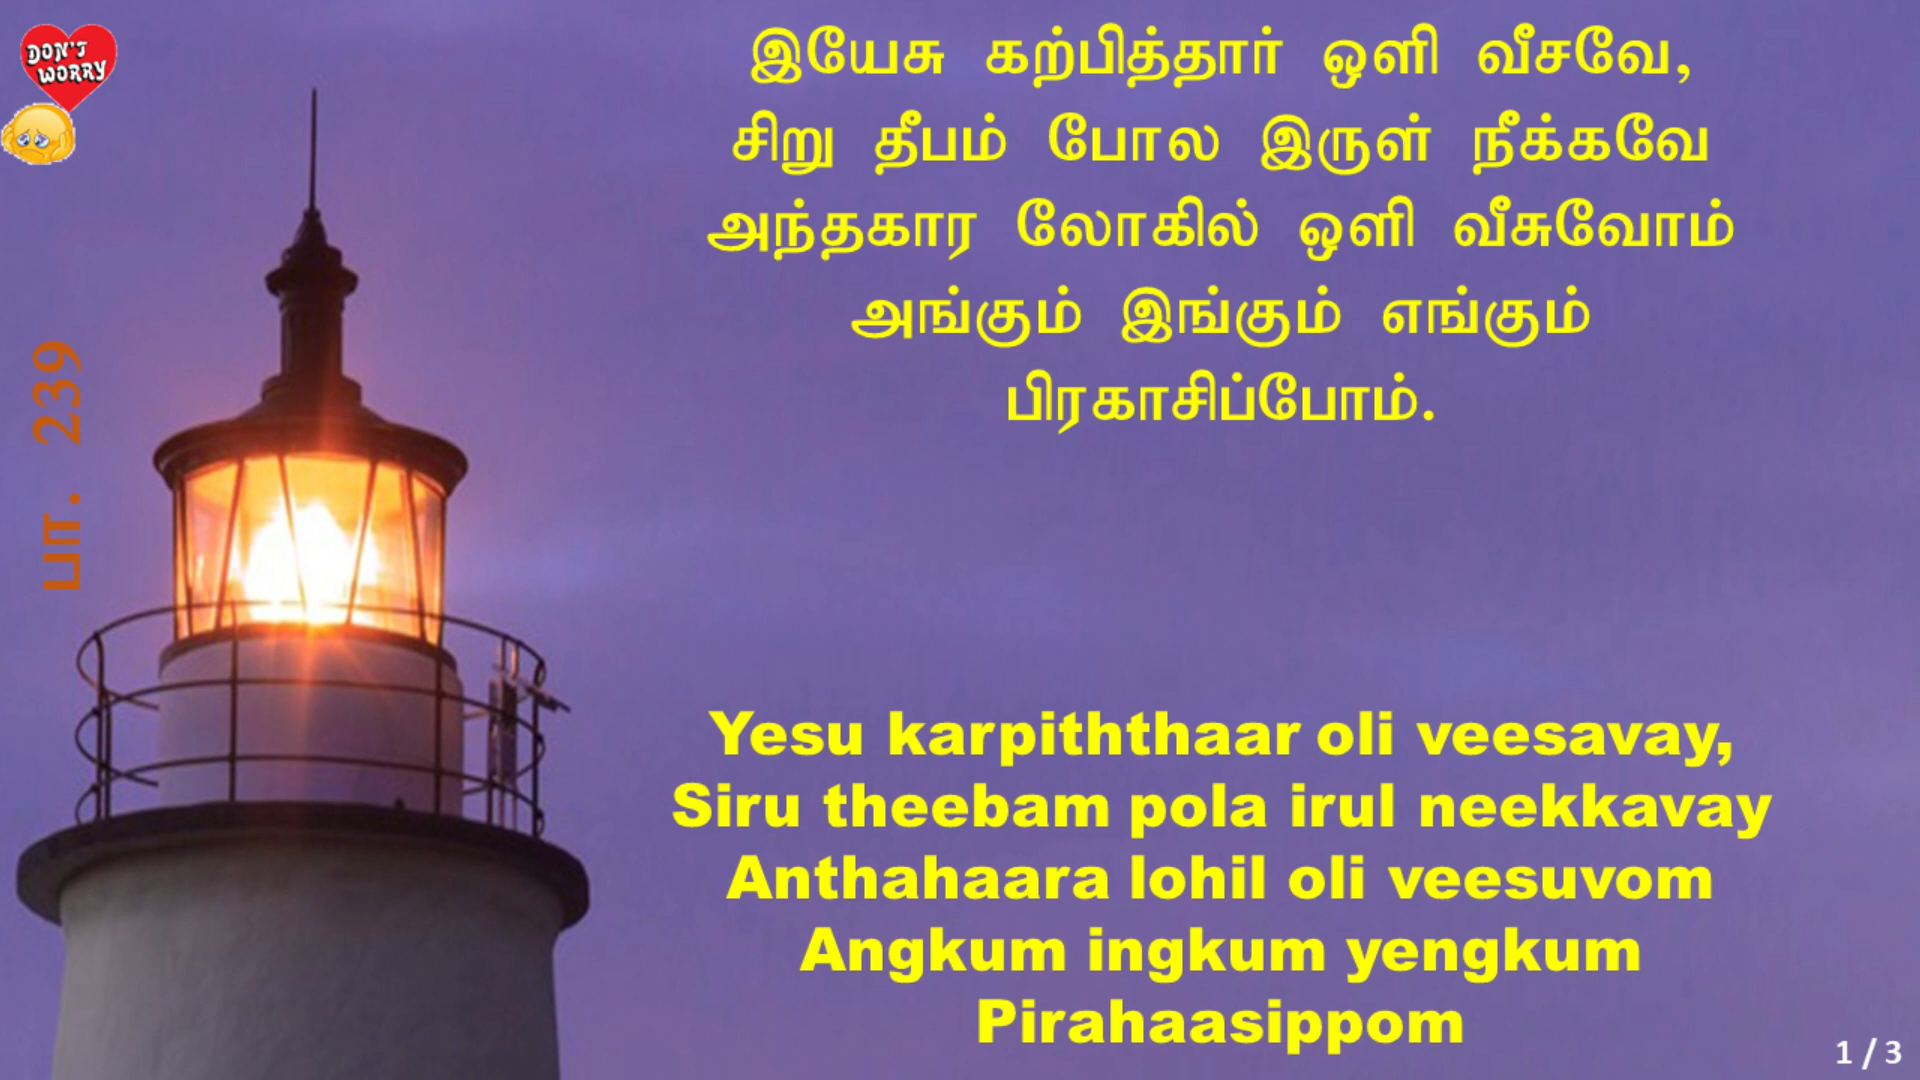 DON'T
WORRY
பா. 239
இயேசு கற்பித்தார் ஒளி வீசவே,
சிறு தீபம் போல இருள் நீக்கவே
அந்தகார லோகில் ஒளி வீசுவோம்
அங்கும் இங்கும் எங்கும்
பிரகாசிப்போம்.
Yesu karpiththaar oli veesavay,
Siru theebam pola irul neekkavay
Anthahaara lohil oli veesuvom
Angkum ingkum yengkum
Pirahaasippom
1 / 3